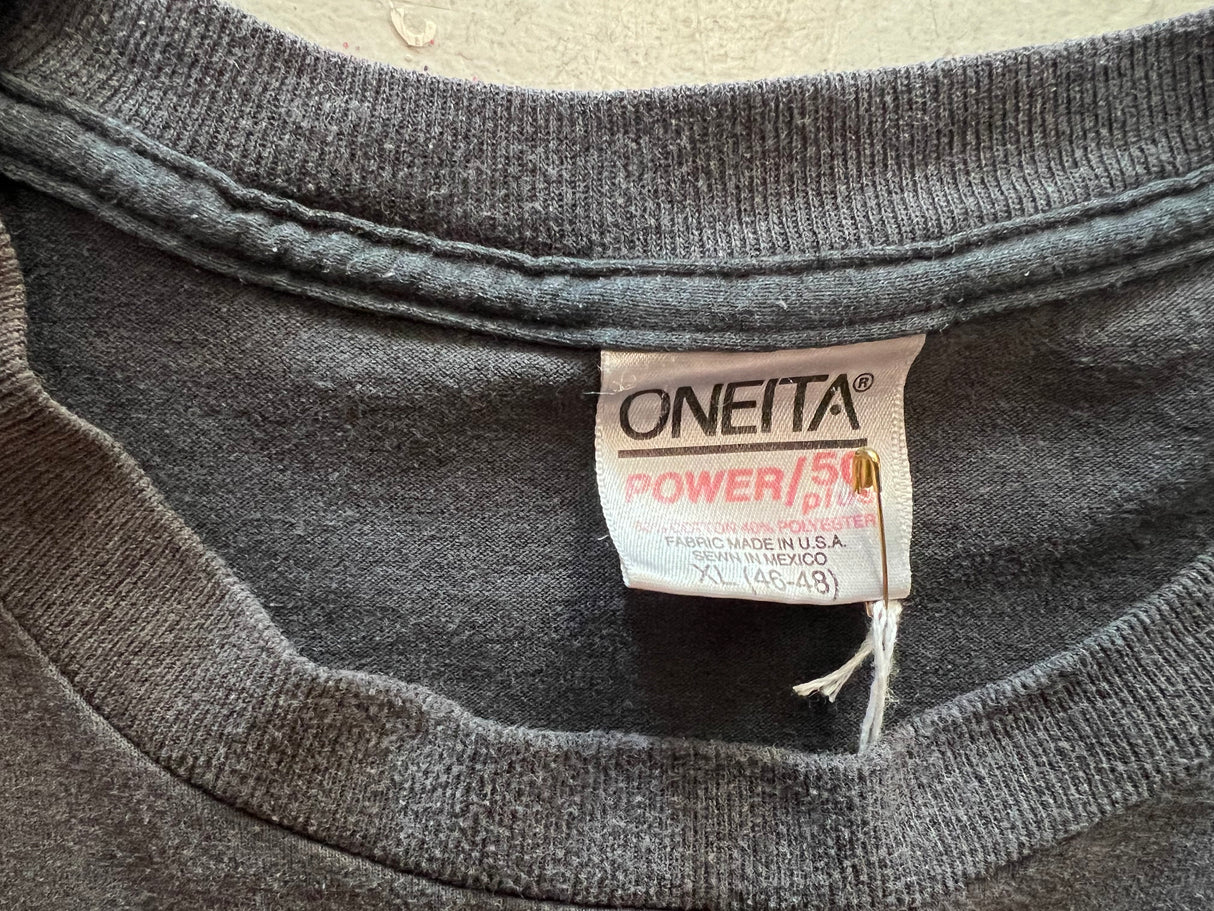 ONEITA®
POWER/50
plus
60% COTTON 40% POLYESTER
FABRIC MADE IN U.S.A.
SEWN IN MEXICO
XL (46-48)